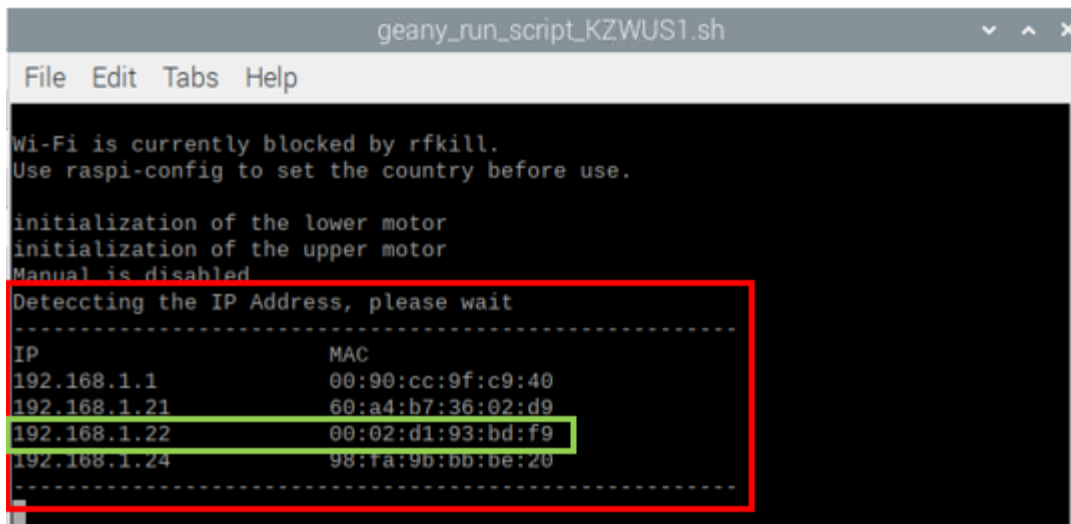 geany_run_script_KZWUS1.sh
File Edit Tabs Help
Wi-Fi is currently blocked by rfkill.
Use raspi-config to set the country before use.
initialization of the lower motor
initialization of the upper motor
Manual is disabled
Deteccting the IP Address, please wait
-------------------------------------------------------
IP MAC
192.168.1.1 00:90:cc:9f:c9:40
192.168.1.21 60:a4:b7:36:02:d9
192.168.1.22 00:02:d1:93:bd:f9
192.168.1.24 98:fa:9b:bb:be:20
-------------------------------------------------------